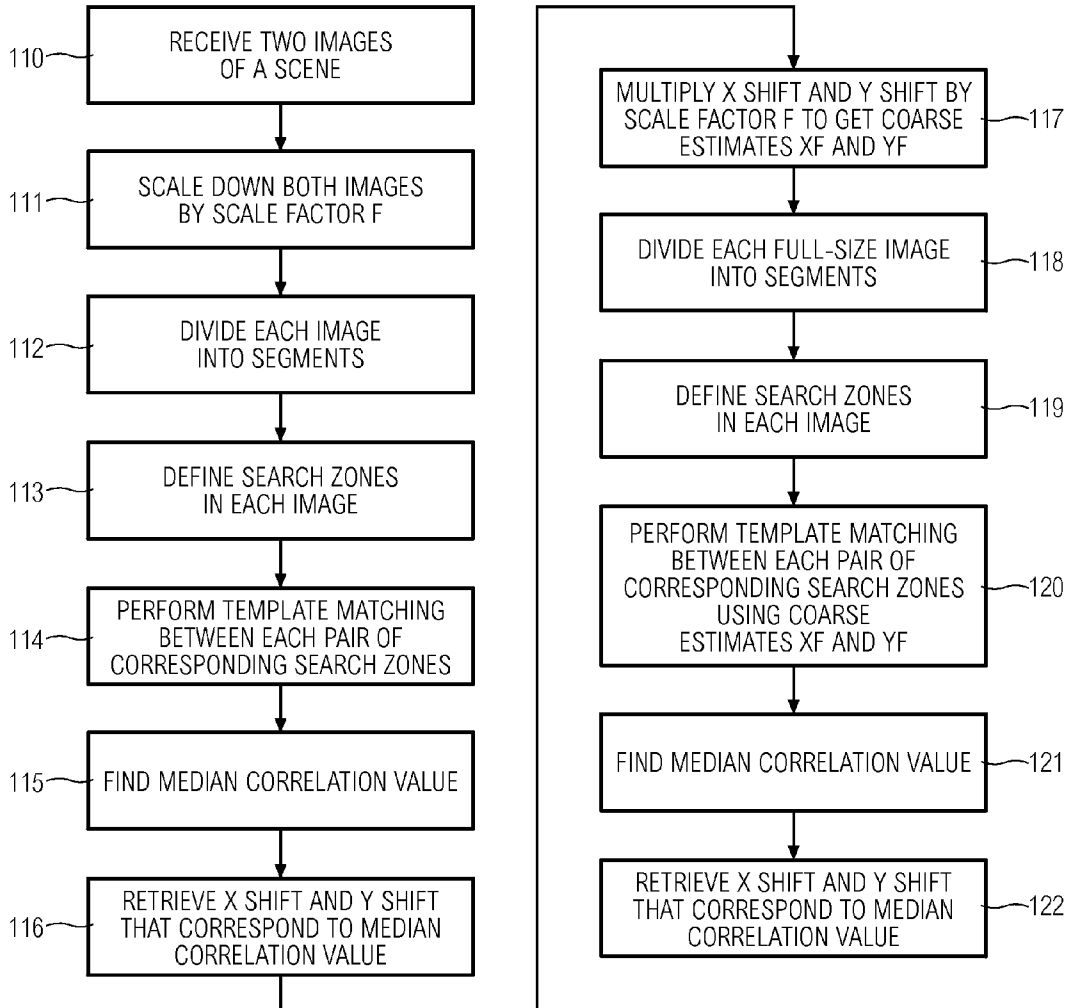 110
RECEIVE TWO IMAGES
OF A SCENE
111
SCALE DOWN BOTH IMAGES
BY SCALE FACTOR F
112
DIVIDE EACH IMAGE
INTO SEGMENTS
113
DEFINE SEARCH ZONES
IN EACH IMAGE
114
PERFORM TEMPLATE MATCHING
BETWEEN EACH PAIR OF
CORRESPONDING SEARCH ZONES
115
FIND MEDIAN CORRELATION VALUE
116
RETRIEVE X SHIFT AND Y SHIFT
THAT CORRESPOND TO MEDIAN
CORRELATION VALUE
MULTIPLY X SHIFT AND Y SHIFT BY
SCALE FACTOR F TO GET COARSE
ESTIMATES XF AND YF
117
DIVIDE EACH FULL-SIZE IMAGE
INTO SEGMENTS
118
DEFINE SEARCH ZONES
IN EACH IMAGE
119
PERFORM TEMPLATE MATCHING
BETWEEN EACH PAIR OF
CORRESPONDING SEARCH ZONES
USING COARSE
ESTIMATES XF AND YF
120
FIND MEDIAN CORRELATION VALUE
121
RETRIEVE X SHIFT AND Y SHIFT
THAT CORRESPOND TO MEDIAN
CORRELATION VALUE
122